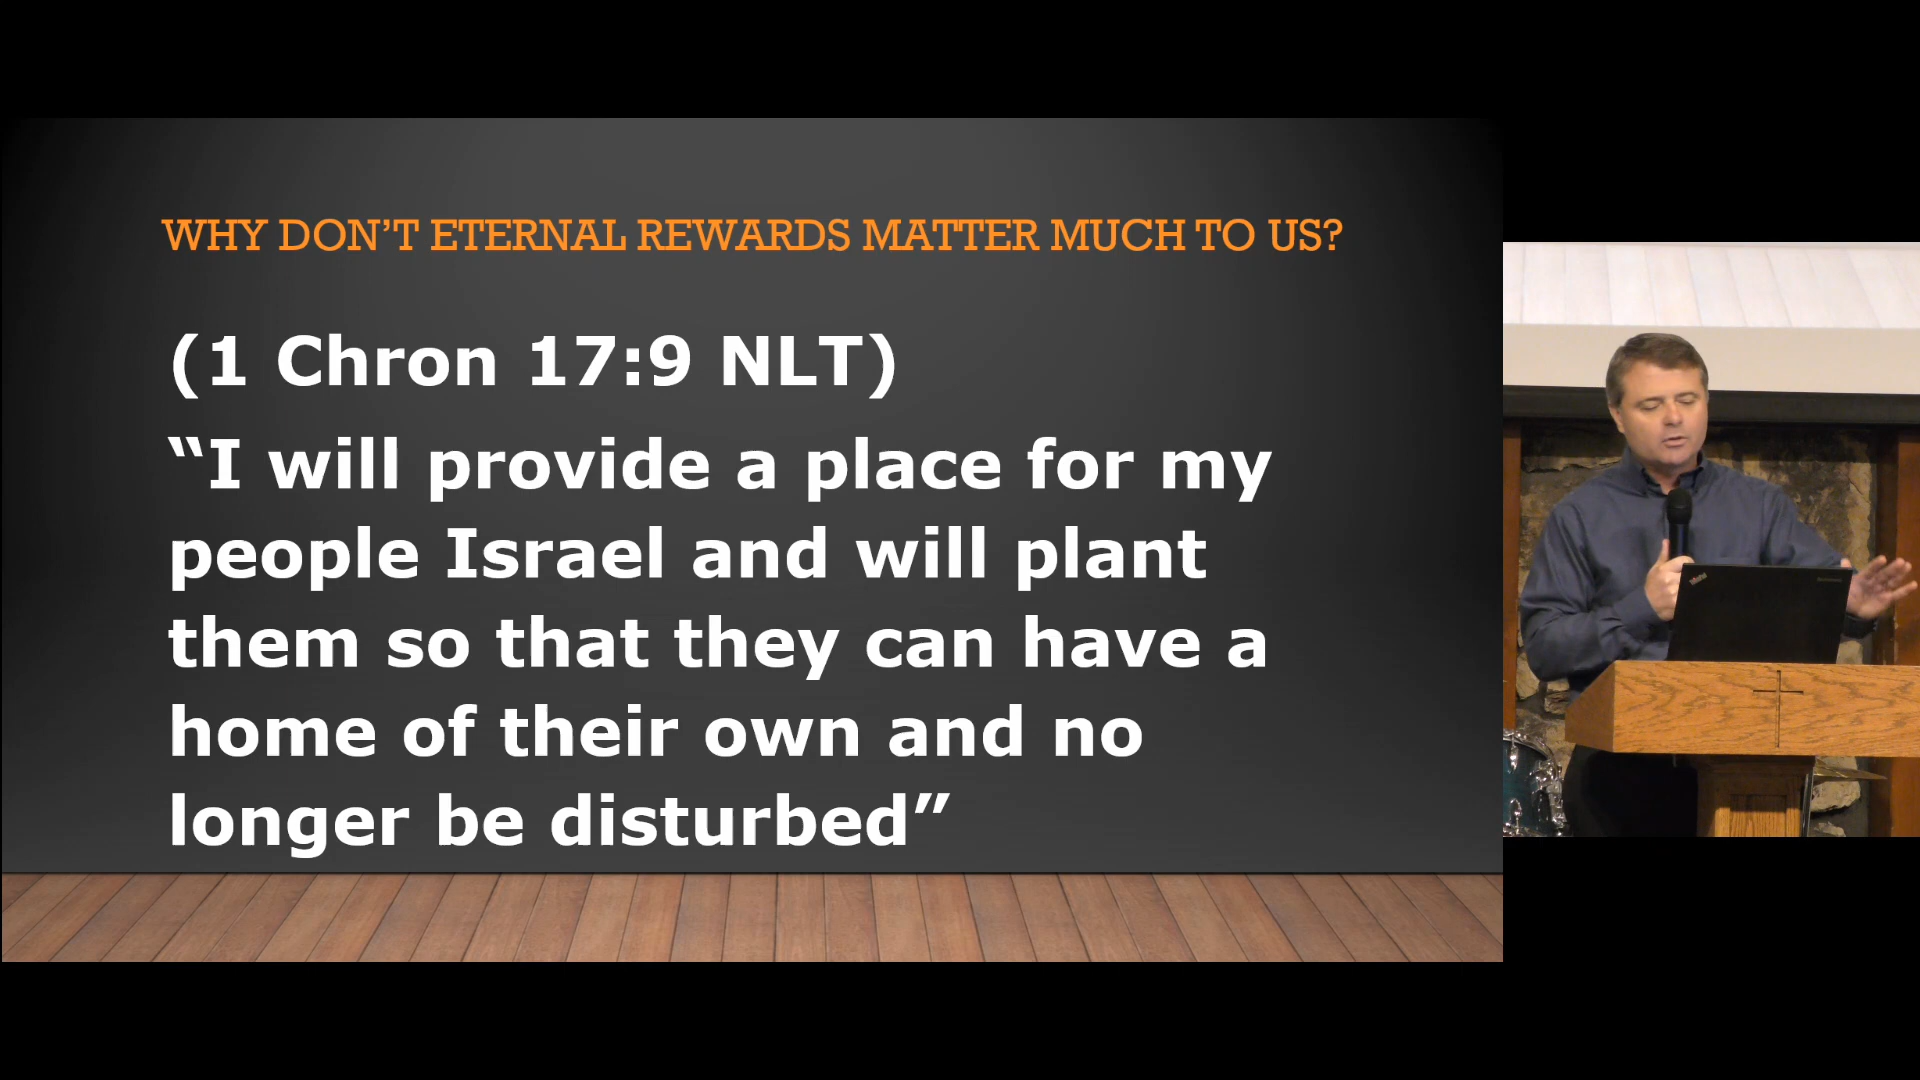 WHY DON’T ETERNAL REWARDS MATTER MUCH TO US?
(1 Chron 17:9 NLT)
“I will provide a place for my
people Israel and will plant
them so that they can have a
home of their own and no
longer be disturbed”